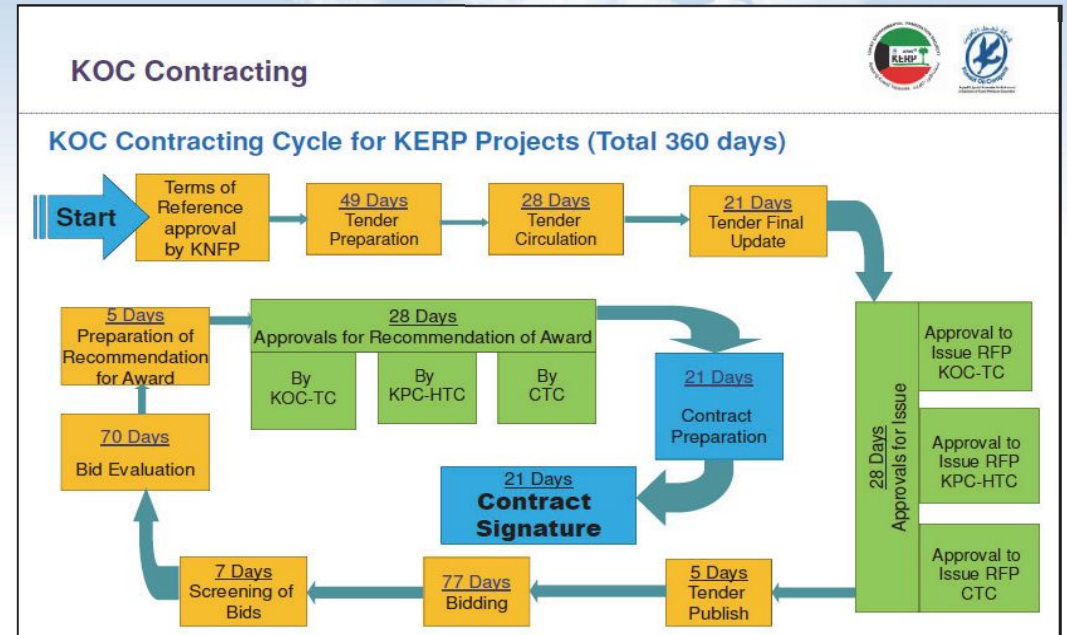 KOC Contracting
KERP
KOC Contracting Cycle for KERP Projects (Total 360 days)
Start
Terms of
Reference
approval
by KNFP
49 Days
Tender
Preparation
28 Days
Tender
Circulation
21 Days
Tender Final
Update
28 Days
Approvals for Issue
Approval to
Issue RFP
KOC-TC
Approval to
Issue RFP
KPC-HTC
Approval to
Issue RFP
CTC
5 Days
Tender
Publish
77 Days
Bidding
7 Days
Screening of
Bids
70 Days
Bid Evaluation
5 Days
Preparation of
Recommendation
for Award
28 Days
Approvals for Recommendation of Award
By
KOC-TC
By
KPC-HTC
By
CTC
21 Days
Contract
Preparation
21 Days
Contract
Signature